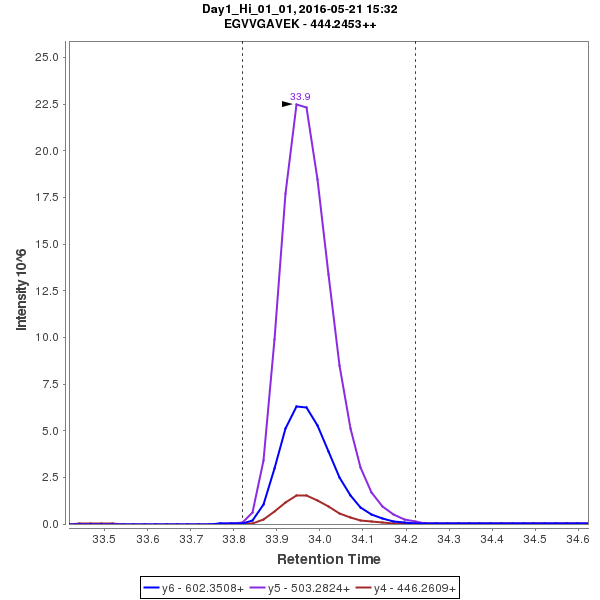 Day1_Hi_01_01, 2016-05-21 15:32
EGVVGAVEK - 444.2453++
25.0
22.5
20.0
17.5
15.0
12.5
10.0
7.5
5.0
2.5
0.0
Intensity 10^6
33.9
33.5 33.6 33.7 33.8 33.9 34.0 34.1 34.2 34.3 34.4 34.5 34.6
Retention Time
y6 - 602.3508+ y5 - 503.2824+ y4 - 446.2609+